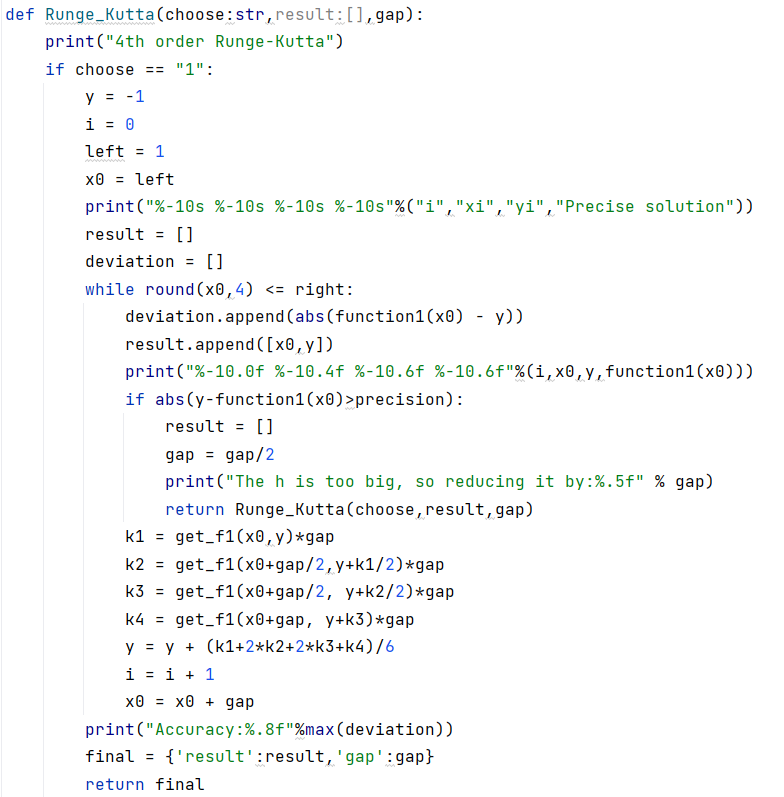 def Runge_Kutta(choose:str,result:[],gap):
    print("4th order Runge-Kutta")
    if choose == "1":
        y = -1
        i = 0
        left = 1
        x0 = left
        print("%-10s %-10s %-10s %-10s"%("i","xi","yi","Precise solution"))
        result = []
        deviation = []
        while round(x0,4) <= right:
            deviation.append(abs(function1(x0) - y))
            result.append([x0,y])
            print("%-10.0f %-10.4f %-10.6f %-10.6f"%(i,x0,y,function1(x0)))
            if abs(y-function1(x0)>precision):
                result = []
                gap = gap/2
                print("The h is too big, so reducing it by:%.5f" % gap)
                return Runge_Kutta(choose,result,gap)
            k1 = get_f1(x0,y)*gap
            k2 = get_f1(x0+gap/2,y+k1/2)*gap
            k3 = get_f1(x0+gap/2, y+k2/2)*gap
            k4 = get_f1(x0+gap, y+k3)*gap
            y = y + (k1+2*k2+2*k3+k4)/6
            i = i + 1
            x0 = x0 + gap
        print("Accuracy:%.8f"%max(deviation))
        final = {'result':result,'gap':gap}
        return final